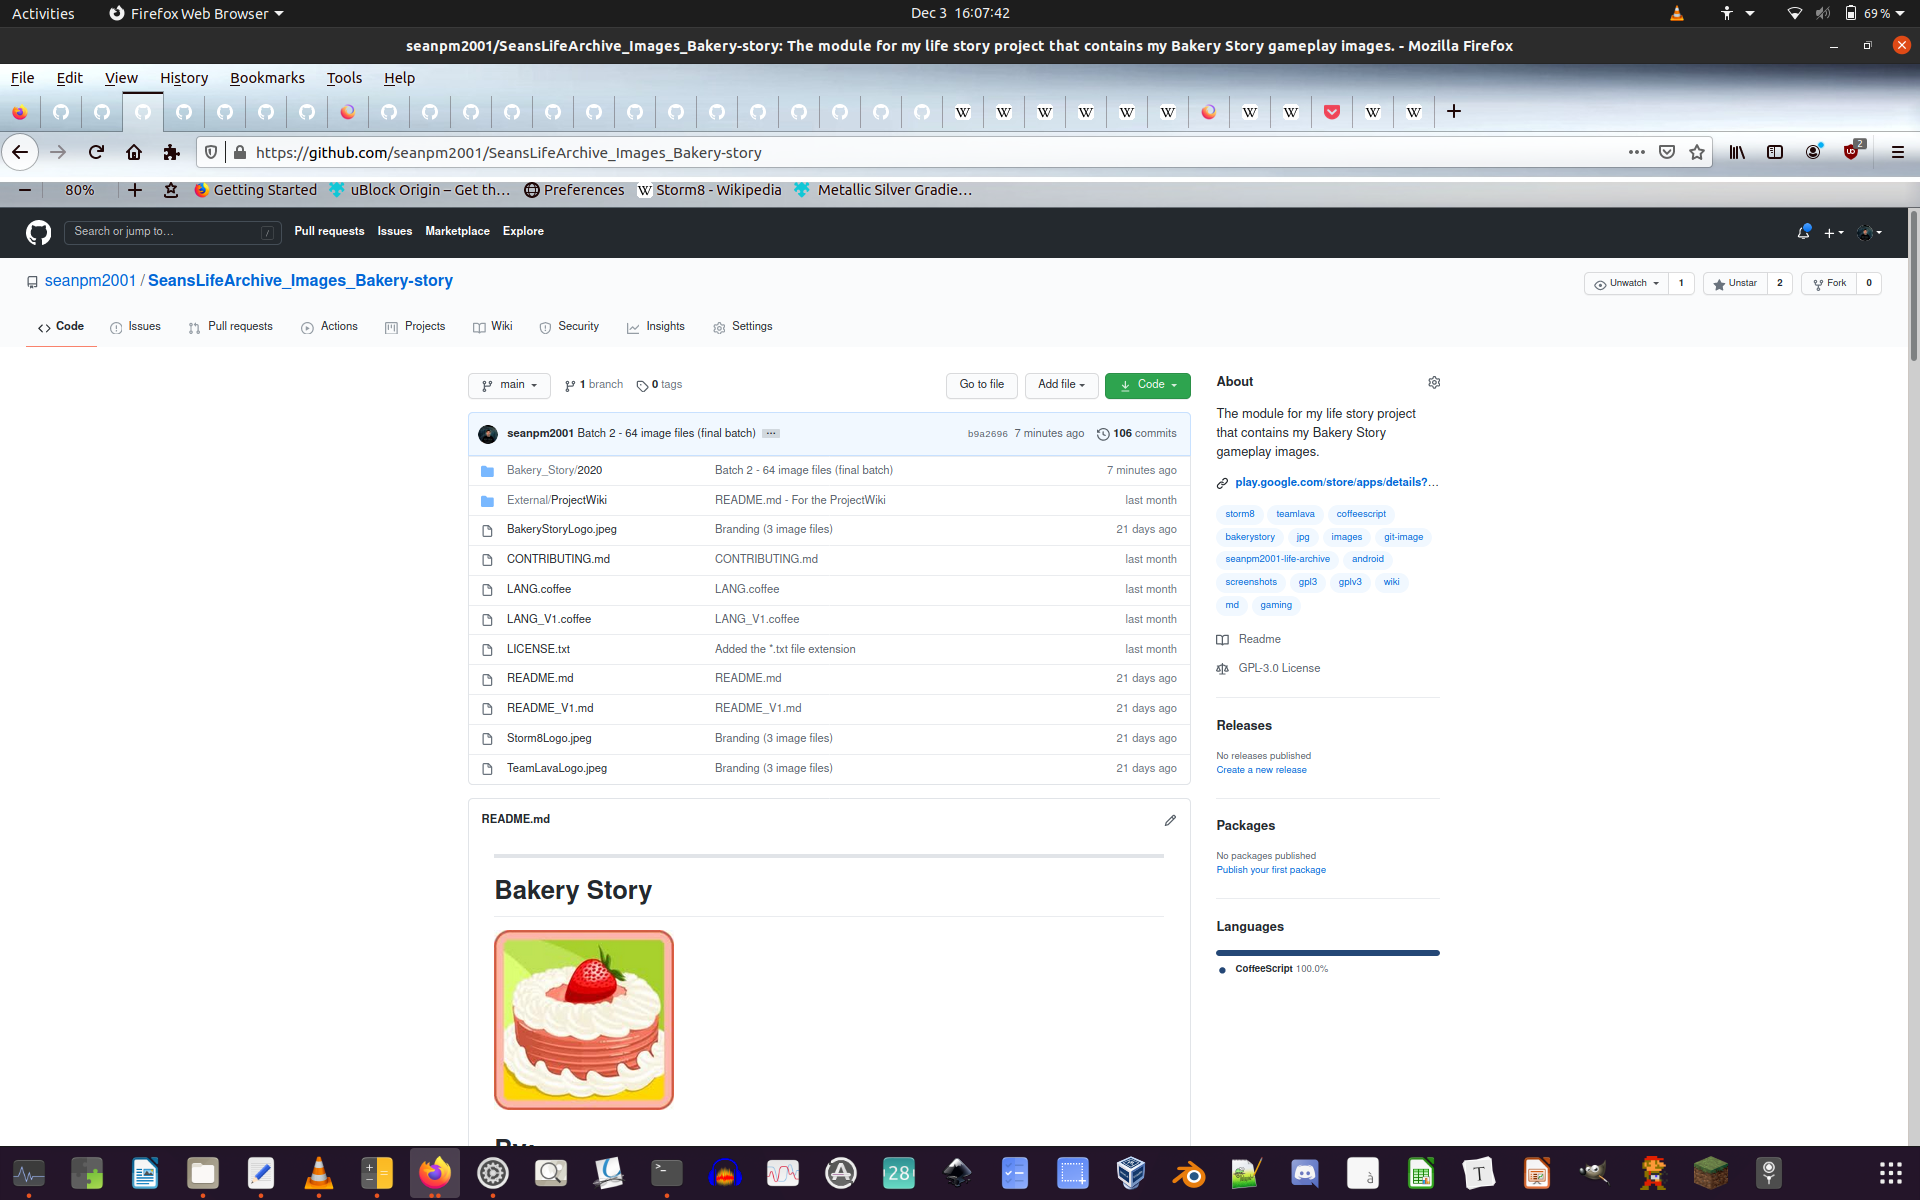 Activities Firefox Web Browser Dec 3 16:07:42 69 %
seanpm2001/SeansLifeArchive_Images_Bakery-story: The module for my life story project that contains my Bakery Story gameplay images. - Mozilla Firefox
File Edit View History Bookmarks Tools Help
https://github.com/seanpm2001/SeansLifeArchive_Images_Bakery-story 2
80% Getting Started uBlock Origin – Get th… Preferences Storm8 - Wikipedia Metallic Silver Gradie…
Search or jump to… / Pull requests Issues Marketplace Explore
seanpm2001 / SeansLifeArchive_Images_Bakery-story Unwatch 1 Unstar 2 Fork 0
Code Issues Pull requests Actions Projects Wiki Security Insights Settings
main 1 branch 0 tags Go to file Add file Code
seanpm2001 Batch 2 - 64 image files (final batch) ... b9a2696 7 minutes ago 106 commits
Bakery_Story/2020 Batch 2 - 64 image files (final batch) 7 minutes ago
External/ProjectWiki README.md - For the ProjectWiki last month
BakeryStoryLogo.jpeg Branding (3 image files) 21 days ago
CONTRIBUTING.md CONTRIBUTING.md last month
LANG.coffee LANG.coffee last month
LANG_V1.coffee LANG_V1.coffee last month
LICENSE.txt Added the *.txt file extension last month
README.md README.md 21 days ago
README_V1.md README_V1.md 21 days ago
Storm8Logo.jpeg Branding (3 image files) 21 days ago
TeamLavaLogo.jpeg Branding (3 image files) 21 days ago
README.md
Bakery Story
About
The module for my life story project
that contains my Bakery Story
gameplay images.
play.google.com/store/apps/details?…
storm8 teamlava coffeescript
bakerystory jpg images git-image
seanpm2001-life-archive android
screenshots gpl3 gplv3 wiki
md gaming
Readme
GPL-3.0 License
Releases
No releases published
Create a new release
Packages
No packages published
Publish your first package
Languages
CoffeeScript 100.0%
28